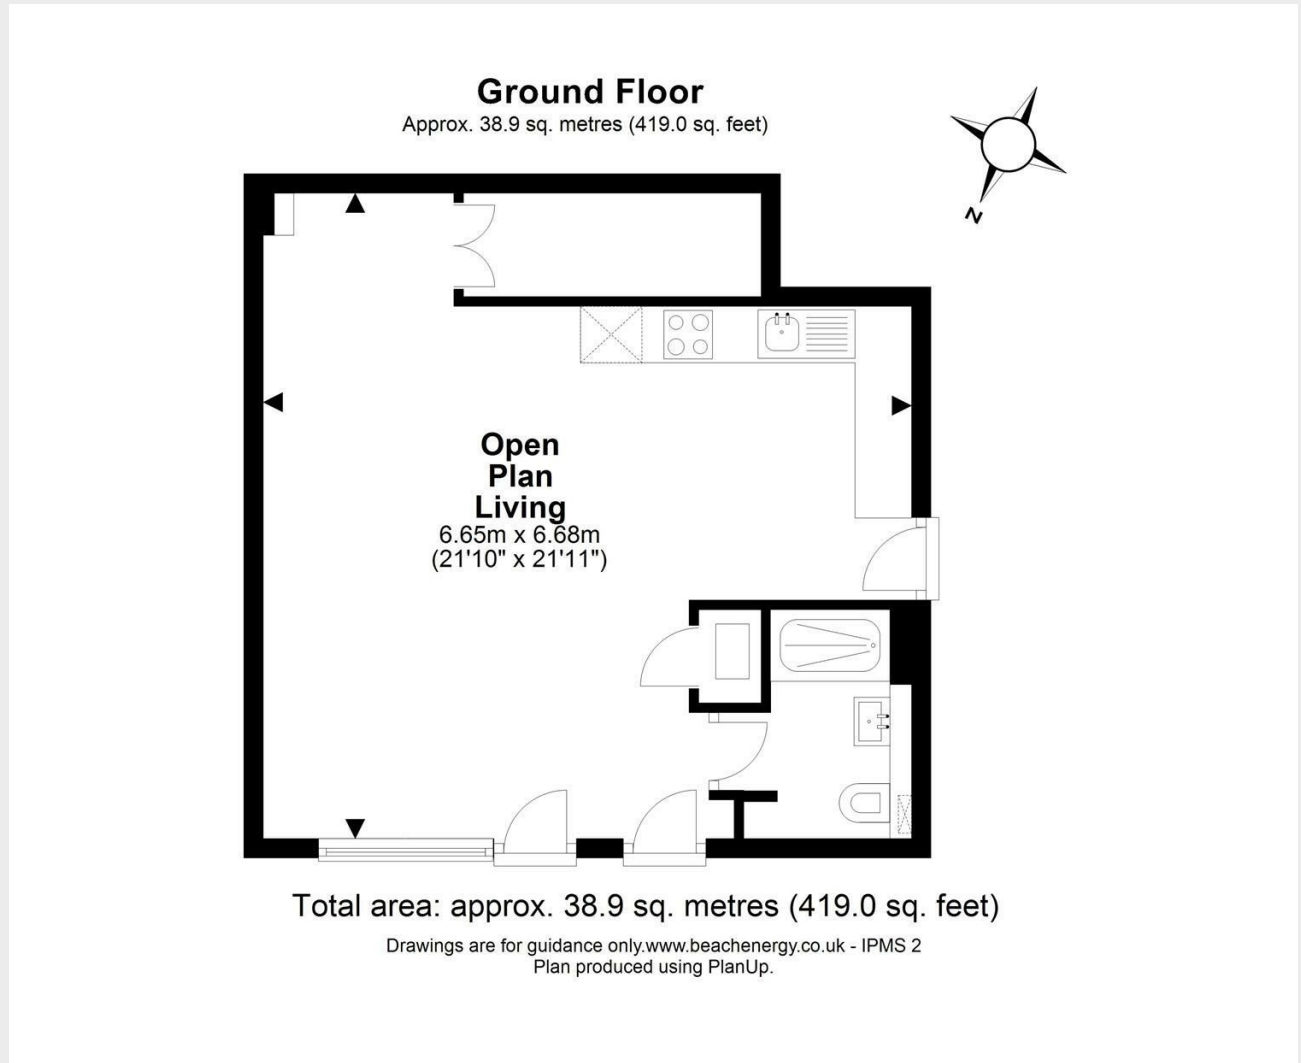 Ground Floor
Approx. 38.9 sq. metres (419.0 sq. feet)
N
Open
Plan
Living
6.65m x 6.68m
(21'10" x 21'11")
Total area: approx. 38.9 sq. metres (419.0 sq. feet)
Drawings are for guidance only.www.beachenergy.co.uk - IPMS 2
Plan produced using PlanUp.